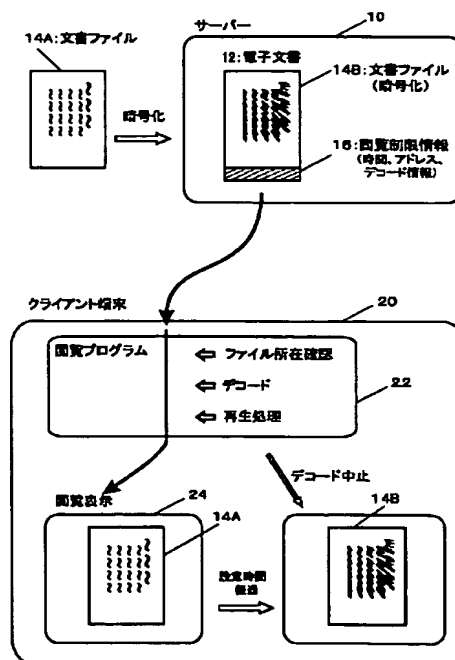 サーバー
10
14A:文書ファイル
12:電子文書
14B:文書ファイル
(暗号化)
暗号化
16:閲覧制限情報
(時間、アドレス、
デコード情報)
クライアント端末
20
閲覧プログラム
⇐ ファイル所在確認
⇐ デコード
⇐ 再生処理
22
デコード中止
閲覧表示
24
14A
14B
設定時間
経過